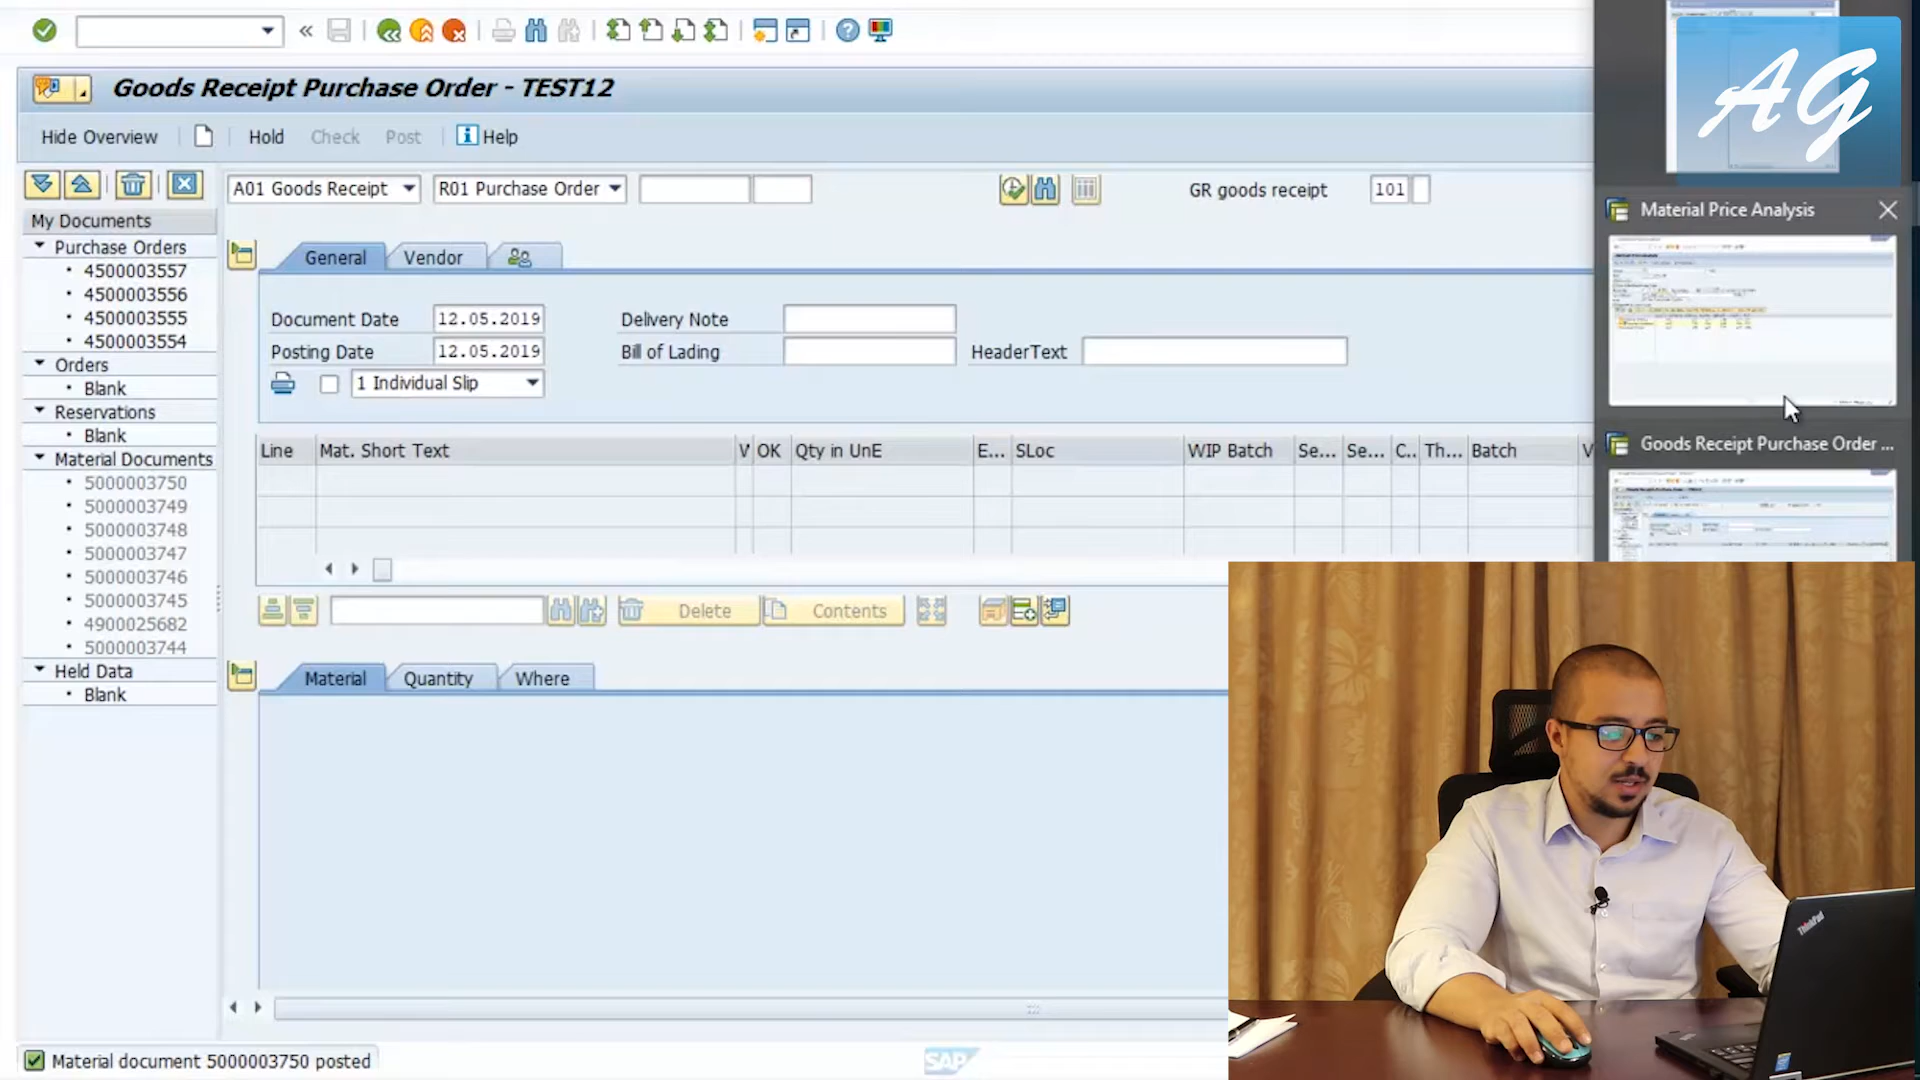 Goods Receipt Purchase Order - TEST12
AG
Hide Overview
Hold
Check
Post
Help
A01 Goods Receipt
R01 Purchase Order
GR goods receipt
101
Material Price Analysis
My Documents
Purchase Orders
4500003557
4500003556
4500003555
4500003554
Orders
Blank
Reservations
Blank
Material Documents
5000003750
5000003749
5000003748
5000003747
5000003746
5000003745
4900025682
5000003744
Held Data
Blank
General
Vendor
Document Date
12.05.2019
Delivery Note
Posting Date
12.05.2019
Bill of Lading
HeaderText
1 Individual Slip
Goods Receipt Purchase Order ...
Line
Mat. Short Text
OK
Qty in UnE
E...
SLoc
WIP Batch
Se...
Se...
C..
Th...
Batch
V
Delete
Contents
Material
Quantity
Where
Material document 5000003750 posted
SAP
ThinkPad